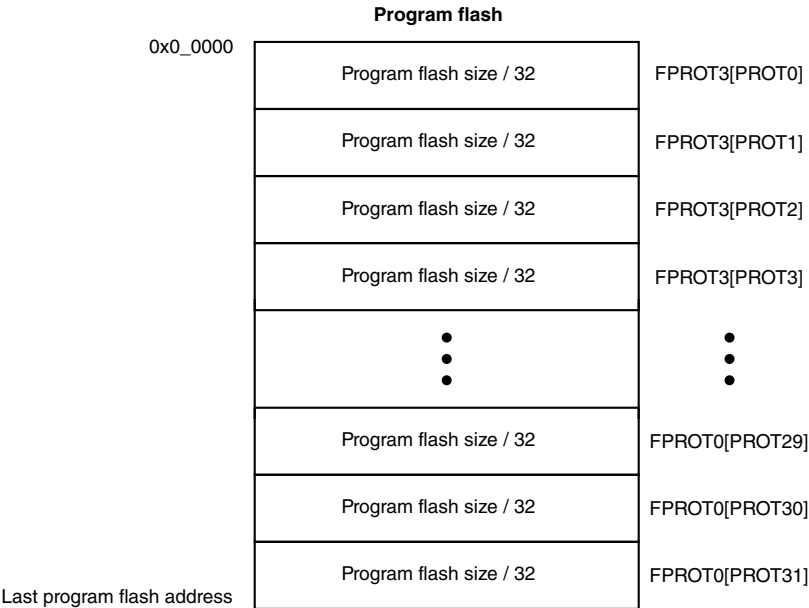 Program flash
0x0_0000
Program flash size / 32 FPROT3[PROT0]
Program flash size / 32 FPROT3[PROT1]
Program flash size / 32 FPROT3[PROT2]
Program flash size / 32 FPROT3[PROT3]
Program flash size / 32 FPROT0[PROT29]
Program flash size / 32 FPROT0[PROT30]
Program flash size / 32 FPROT0[PROT31]
Last program flash address